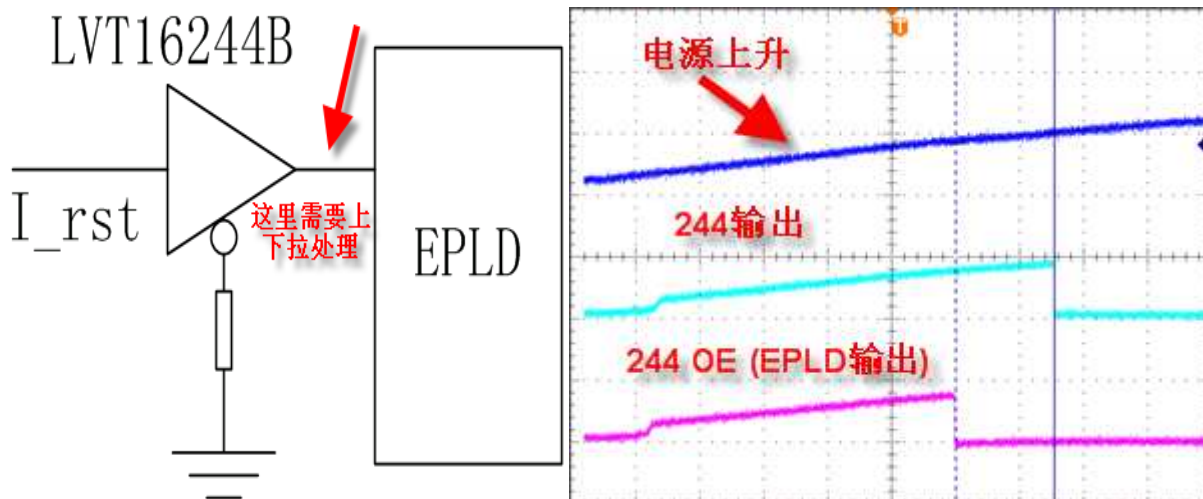 LVT16244B
I_rst
这里需要上
下拉处理
EPLD
T
电源上升
244输出
244 OE (EPLD输出)